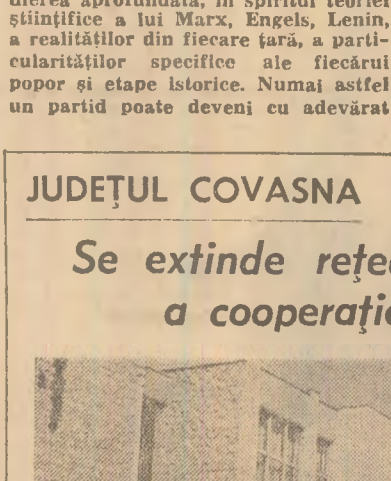 dierea aprofundată, în spiritul teoriei
științifice a lui Marx, Engels, Lenin,
a realităților din fiecare țară, a parti-
cularităților specifice ale fiecărui
popor și etape istorice. Numai astfel
un partid poate deveni cu adevărat
JUDEȚUL COVASNA
Se extinde rețe
a cooperați